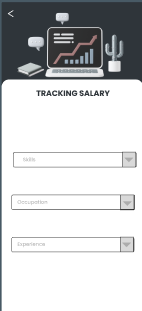 TRACKING SALARY
Skills
Occupation
Experience